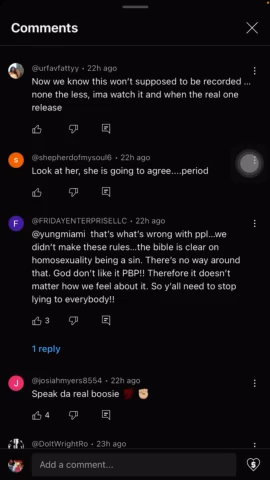 Comments
@urfavfattyy • 22h ago
Now we know this won't supposed to be recorded ...
none the less, ima watch it and when the real one
release
@shepherdofmysoul6 • 22h ago
Look at her, she is going to agree....period
@FRIDAYENTERPRISELLC • 22h ago
@yungmiami  that's what's wrong with ppl...we
didn't make these rules...the bible is clear on
homosexuality being a sin. There's no way around
that. God don't like it PBP!! Therefore it doesn't
matter how we feel about it. So y'all need to stop
lying to everybody!!
3
1 reply
@josiahmyers8554 • 22h ago
Speak da real boosie
4
@DoItWrightRo • 23h ago
Add a comment...